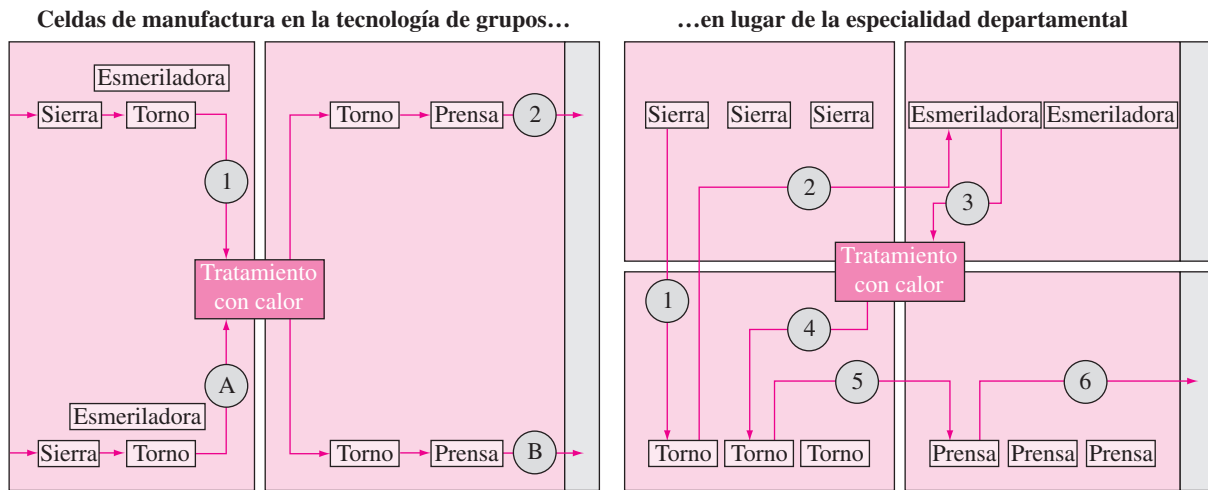 Celdas de manufactura en la tecnología de grupos…
Esmeriladora
Sierra
Torno
1
Torno
Prensa
2
Tratamiento
con calor
A
Esmeriladora
Sierra
Torno
Torno
Prensa
B
…en lugar de la especialidad departamental
Sierra
Sierra
Sierra
Esmeriladora
Esmeriladora
2
3
Tratamiento
con calor
1
4
5
6
Torno
Torno
Torno
Prensa
Prensa
Prensa